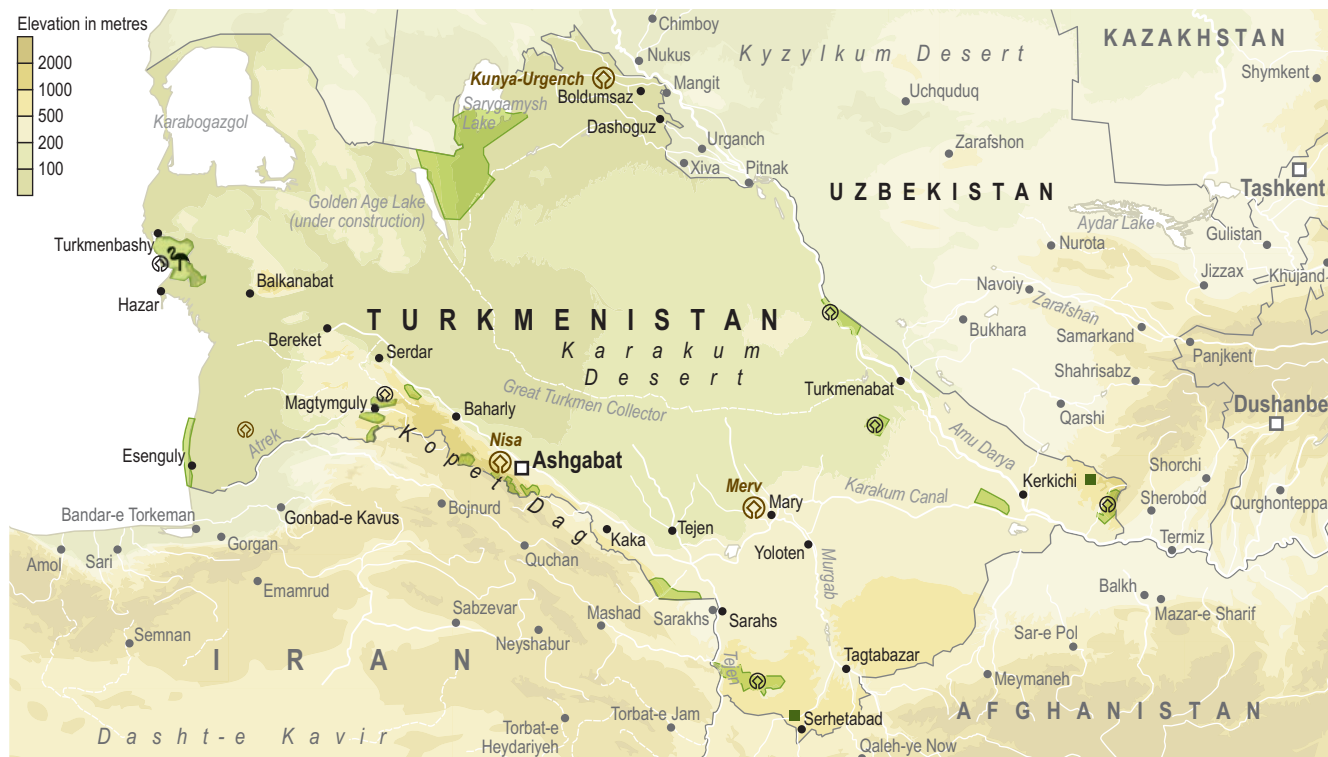 Elevation in metres
2000
1000
500
200
100
Karabogazgol
Chimboy
Nukus
Kunya-Urgench
Mangit
Boldumsaz
Sarygamysh
Lake
Dashoguz
Urganch
Xiva
Pitnak
Kyzylkum Desert
KAZAKHSTAN
Shymkent
Uchquduq
Zarafshon
UZBEKISTAN
Tashkent
Golden Age Lake
(under construction)
Aydar Lake
Gulistan
Nurota
Jizzax
Khujand
Turkmenbashy
Hazar
Balkanabat
Bereket
Navoiy
Zarafshan
Bukhara
Samarkand
Panjkent
TURKMENISTAN
Karakum
Desert
Serdar
Magtymguly
Baharly
Great Turkmen Collector
Turkmenabat
Shahrisabz
Qarshi
Dushanbe
Atrek
Esenguly
Kopet Dag
Nisa
Ashgabat
Amu Darya
Merv
Mary
Karakum Canal
Kerkichi
Shorchi
Sherobod
Qurghonteppa
Termiz
Bandar-e Torkeman
Gonbad-e Kavus
Bojnurd
Gorgan
Amol
Sari
Quchan
Kaka
Tejen
Yoloten
Murgab
Emamrud
Balkh
Mazar-e Sharif
Sabzevar
Mashad
Sarakhs
Sarahs
Semnan
Neyshabur
Sar-e Pol
IRAN
Tejen
Tagtabazar
Meymaneh
AFGHANISTAN
Serhetabad
Dasht-e Kavir
Torbat-e
Heydariyeh
Torbat-e Jam
Qaleh-ye Now